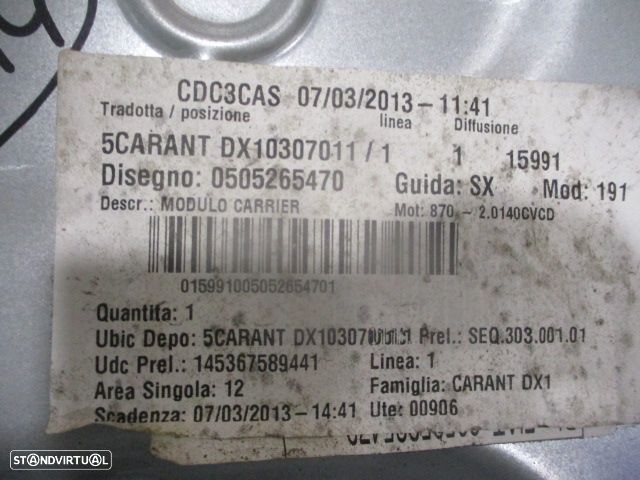 CDC3CAS 07/03/2013-11:41
Tradotta / posizione linea Diffusione
5CARANT DX10307011 / 1 1 15991
Disegno: 0505265470 Guida: SX Mod: 191
Descr.: MODULO CARRIER Mot: 870 - 2.0140CVCD
015991005052654701
Quantita: 1
Ubic Depo: 5CARANT Prel.: SEQ.303.001.01
Udc Prel.: 145367589441 Linea: 1
Area Singola: 12 Famiglia: CARANT DX1
Scadenza: 07/03/2013-14:41 Ute: 00906
STANDVIRTUAL